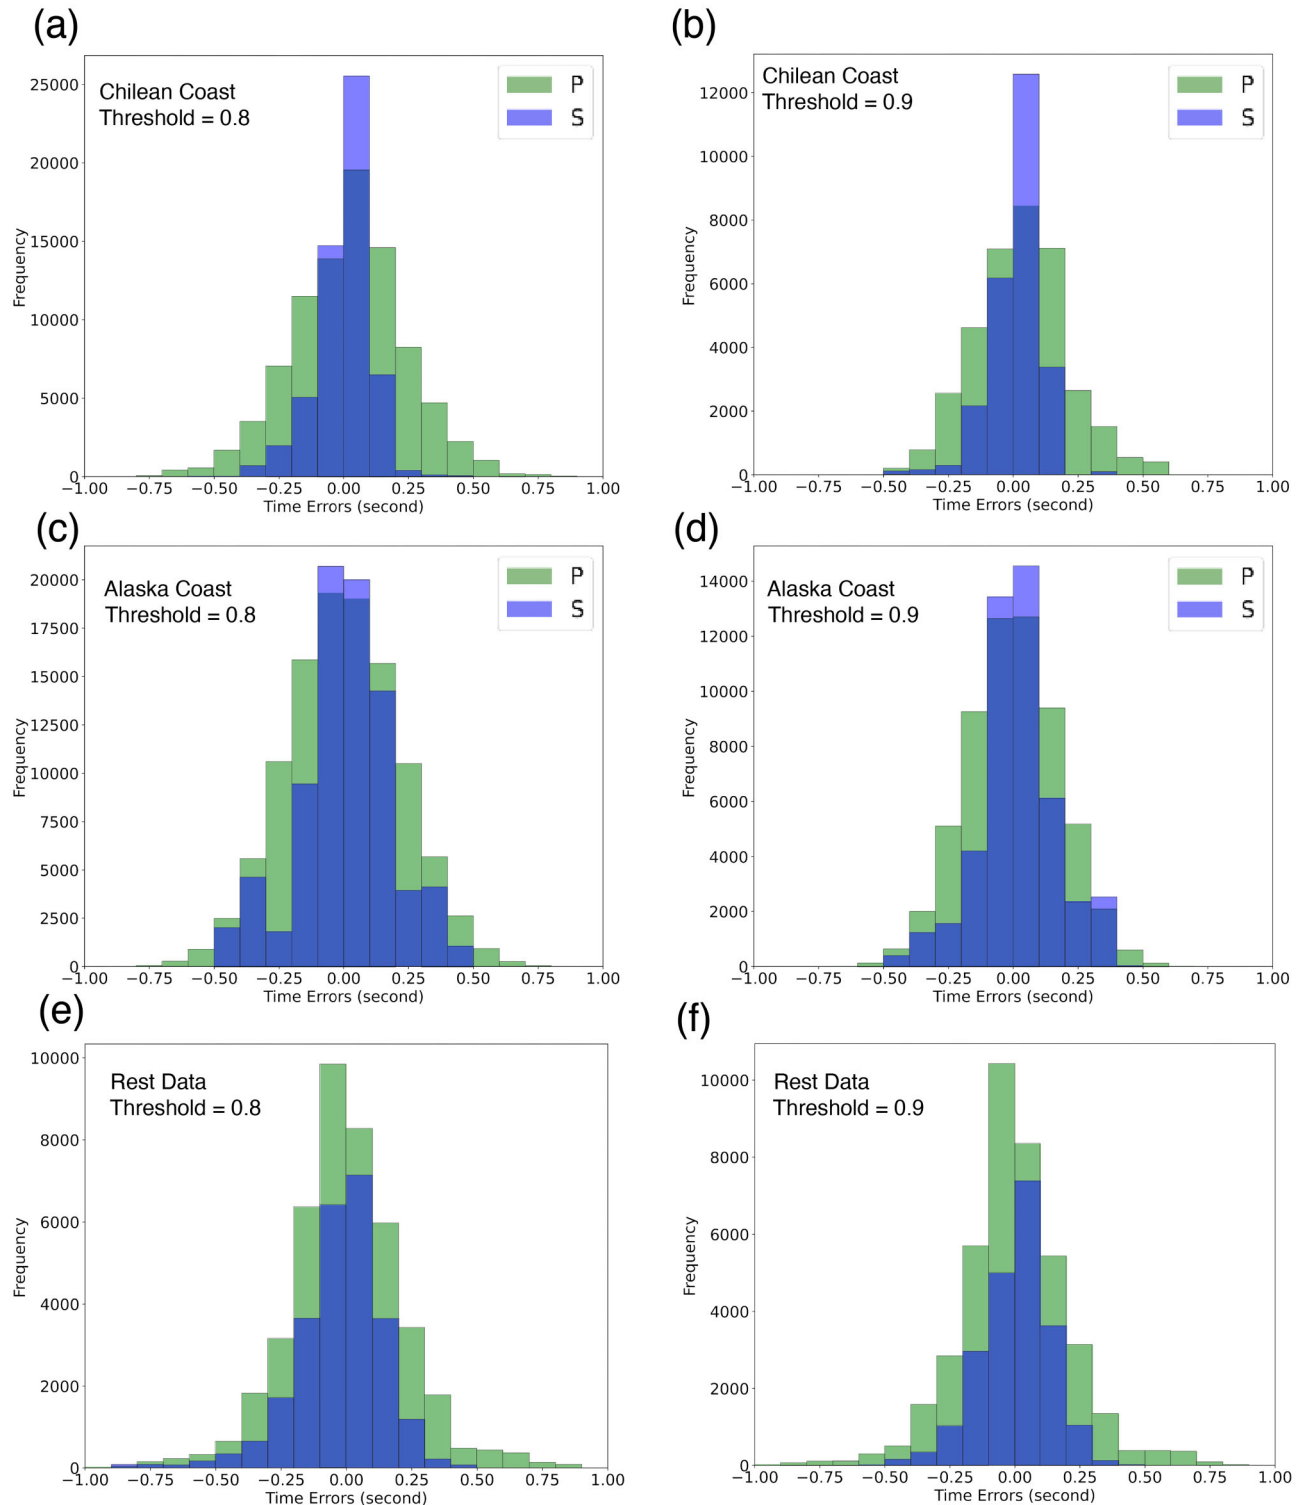 (a)
Chilean Coast
Threshold = 0.8
P
S
25000
20000
15000
10000
5000
0
Frequency
−1.00 −0.75 −0.50 −0.25 0.00 0.25 0.50 0.75 1.00
Time Errors (second)
(b)
Chilean Coast
Threshold = 0.9
P
S
12000
10000
8000
6000
4000
2000
0
Frequency
−1.00 −0.75 −0.50 −0.25 0.00 0.25 0.50 0.75 1.00
Time Errors (second)
(c)
Alaska Coast
Threshold = 0.8
P
S
20000
17500
15000
12500
10000
7500
5000
2500
0
Frequency
−1.00 −0.75 −0.50 −0.25 0.00 0.25 0.50 0.75 1.00
Time Errors (second)
(d)
Alaska Coast
Threshold = 0.9
P
S
14000
12000
10000
8000
6000
4000
2000
0
Frequency
−1.00 −0.75 −0.50 −0.25 0.00 0.25 0.50 0.75 1.00
Time Errors (second)
(e)
Rest Data
Threshold = 0.8
10000
8000
6000
4000
2000
0
Frequency
−1.00 −0.75 −0.50 −0.25 0.00 0.25 0.50 0.75 1.00
Time Errors (second)
(f)
Rest Data
Threshold = 0.9
10000
8000
6000
4000
2000
0
Frequency
−1.00 −0.75 −0.50 −0.25 0.00 0.25 0.50 0.75 1.00
Time Errors (second)